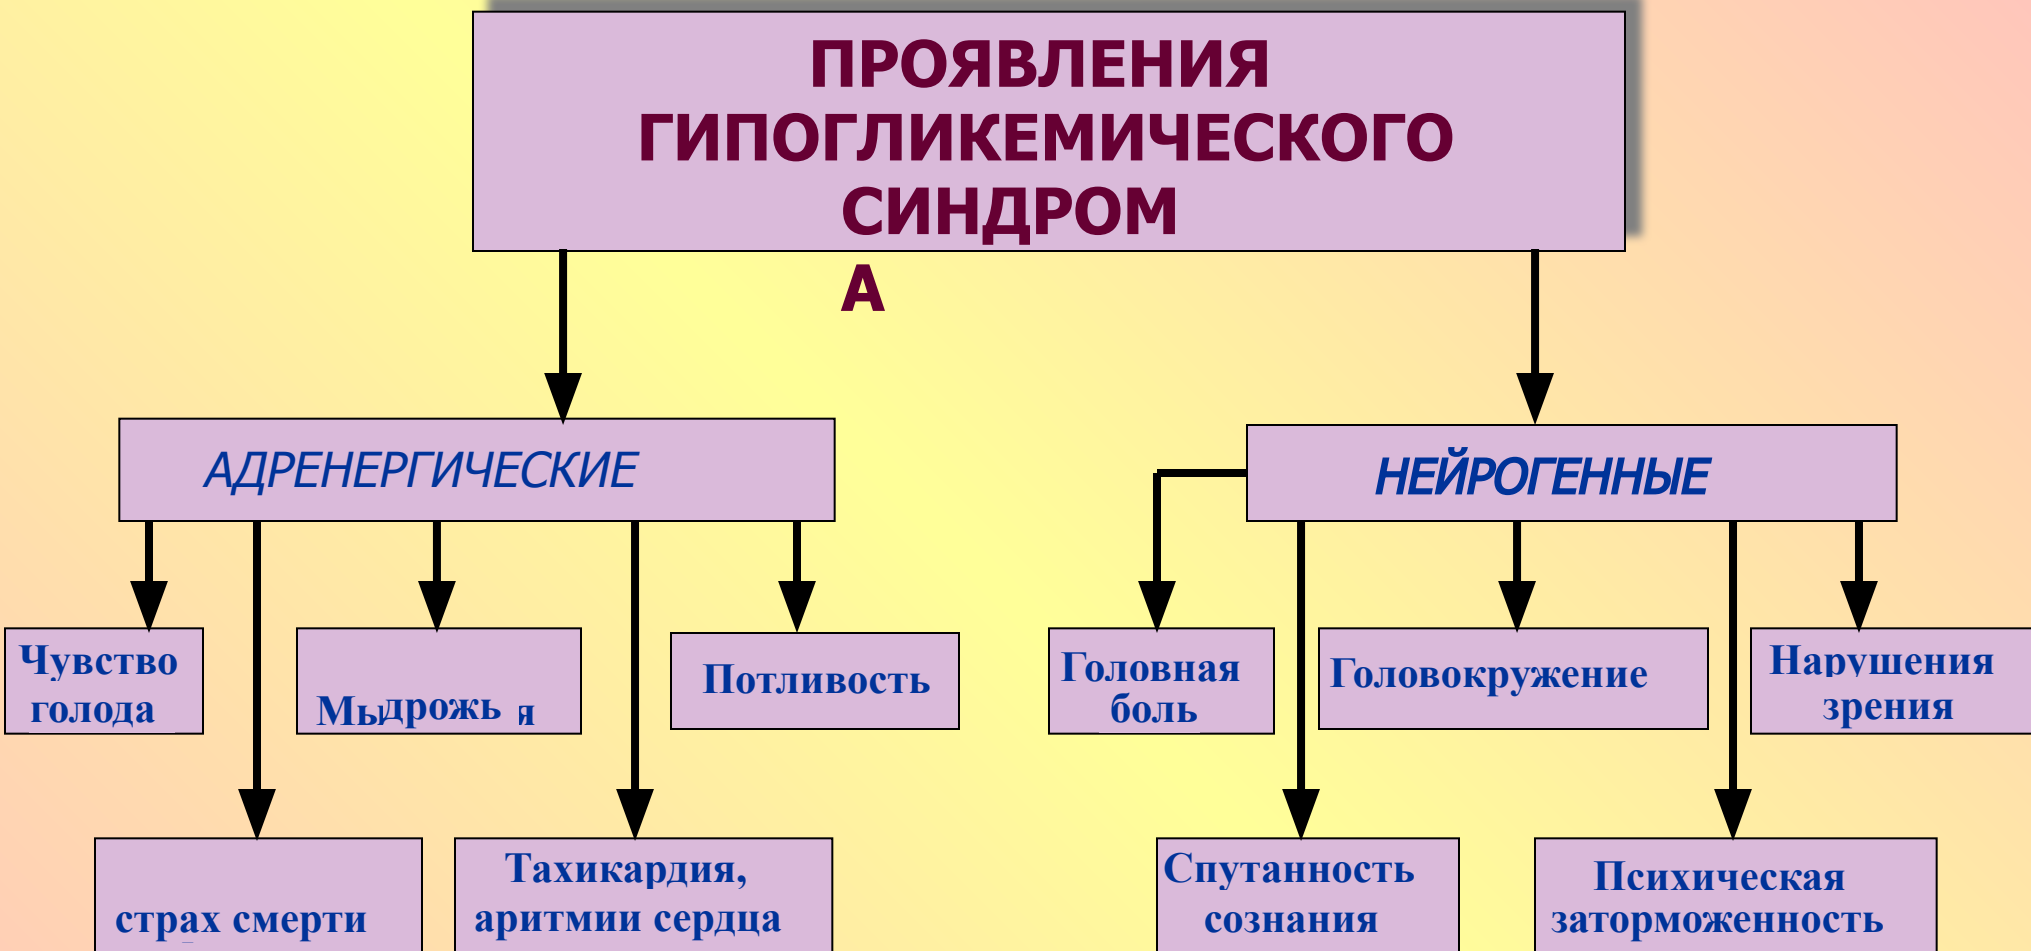 ПРОЯВЛЕНИЯ
ГИПОГЛИКЕМИЧЕСКОГО
СИНДРОМ
А
АДРЕНЕРГИЧЕСКИЕ
НЕЙРОГЕННЫЕ
Чувство
голода
дрожь
Потливость
Головная
боль
Головокружение
Нарушения
зрения
страх смерти
Тахикардия,
аритмии сердца
Спутанность
сознания
Психическая
заторможенность